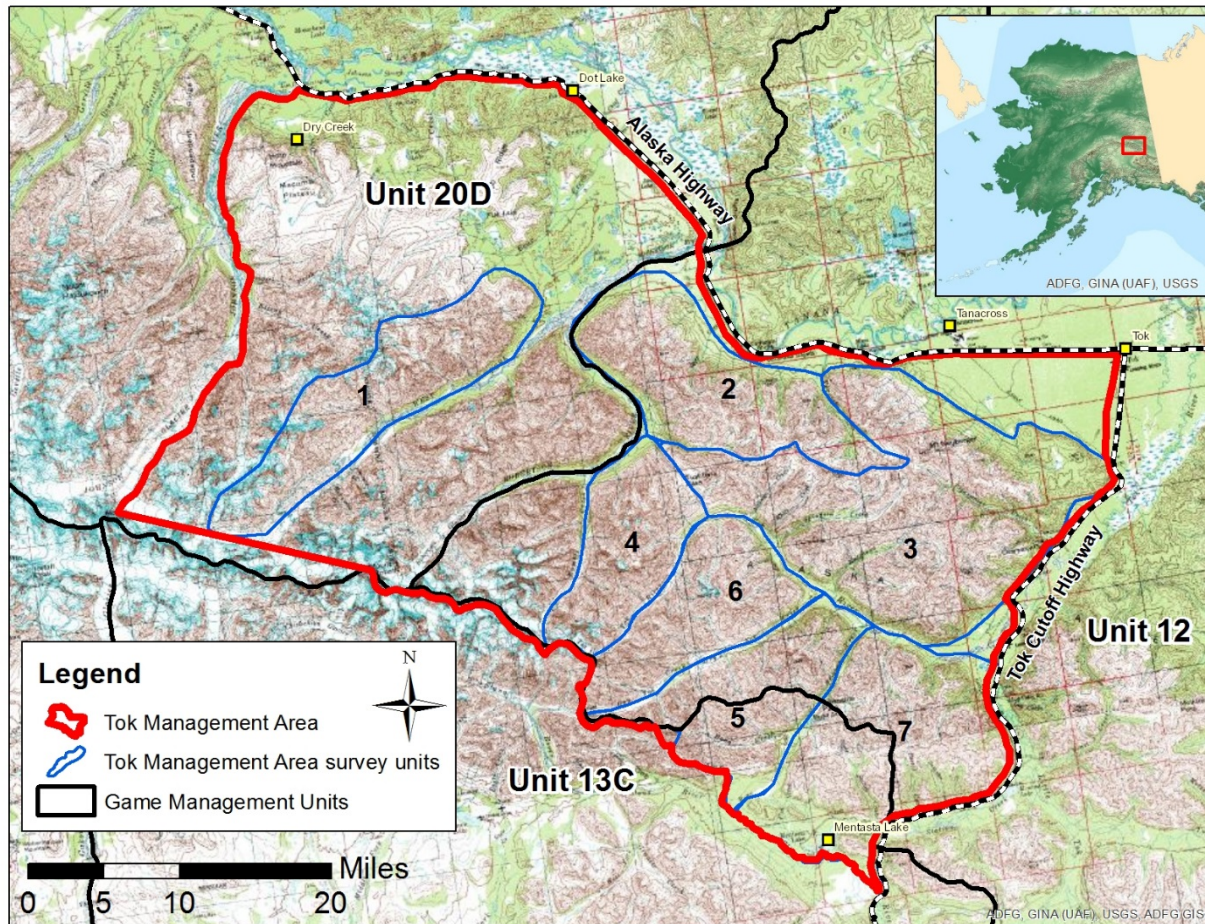 ADFG, GINA (UAF), USGS
Dot Lake
Dry Creek
Alaska Highway
Unit 20D
Tanacross
Tok
TANANA
1
2
3
4
6
5
7
Unit 12
Tok Cutoff Highway
Unit 13C
Mentasta Lake
Legend
N
Tok Management Area
Tok Management Area survey units
Game Management Units
Miles
0 5 10 20
ADFG, GINA (UAF), USGS, ADFG GIS